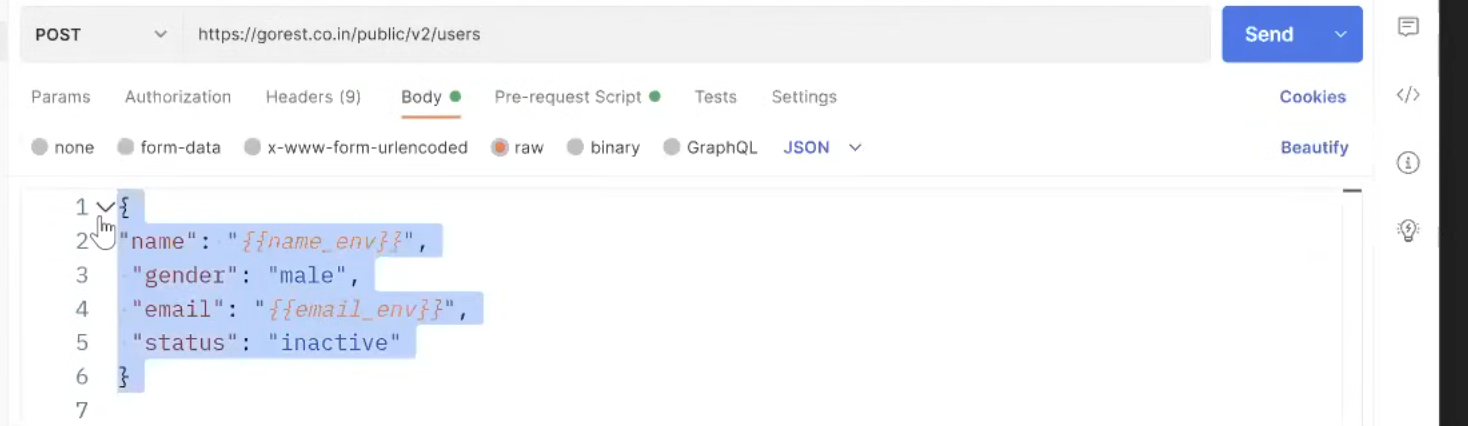 POST https://gorest.co.in/public/v2/users Send
Params Authorization Headers (9) Body Pre-request Script Tests Settings Cookies
none form-data x-www-form-urlencoded raw binary GraphQL JSON Beautify
1 {
2 "name": "{{name_env}}",
3 "gender": "male",
4 "email": "{{email_env}}",
5 "status": "inactive"
6 }
7